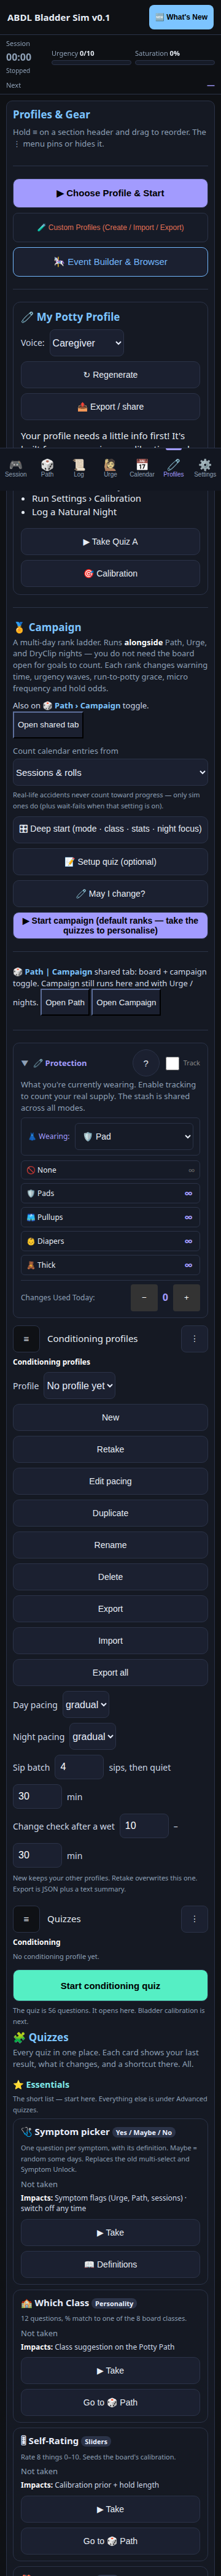 ABDL Bladder Sim v0.1
🆕 What's New
Session
00:00
Stopped
Urgency 0/10
Saturation 0%
Next
—
Profiles & Gear
Hold ≡ on a section header and drag to reorder. The
⋮ menu pins or hides it.
▶ Choose Profile & Start
🧪 Custom Profiles (Create / Import / Export)
🎠 Event Builder & Browser
🧷 My Potty Profile
Voice: Caregiver
↻ Regenerate
📤 Export / share
Your profile needs a little info first! It's
Session
Path
Log
Urge
Calendar
Profiles
Settings
• Run Settings › Calibration
• Log a Natural Night
▶ Take Quiz A
🎯 Calibration
🏅 Campaign
A multi-day rank ladder. Runs alongside Path, Urge,
and DryClip nights — you do not need the board
open for goals to count. Each rank changes warning
time, urgency waves, run-to-potty grace, micro
frequency and hold odds.
Also on 🎲 Path › Campaign toggle.
Open shared tab
Count calendar entries from
Sessions & rolls
Real-life accidents never count toward progress — only sim
ones do (plus wait-fails when that setting is on).
🎛️ Deep start (mode · class · stats · night focus)
📝 Setup quiz (optional)
🧷 May I change?
▶ Start campaign (default ranks — take the
quizzes to personalise)
🎲 Path | Campaign shared tab: board + campaign
toggle. Campaign still runs here and with Urge /
nights. Open Path Open Campaign
▼ 🧷 Protection
?
Track
What you're currently wearing. Enable tracking
to count your real supply. The stash is shared
across all modes.
👗 Wearing: 🛡️ Pad
🚫 None ∞
🛡️ Pads ∞
🩲 Pullups ∞
👶 Diapers ∞
🧸 Thick ∞
Changes Used Today: − 0 +
≡ Conditioning profiles ⋮
Conditioning profiles
Profile No profile yet
New
Retake
Edit pacing
Duplicate
Rename
Delete
Export
Import
Export all
Day pacing gradual
Night pacing gradual
Sip batch 4 sips, then quiet
30 min
Change check after a wet 10 –
30 min
New keeps your other profiles. Retake overwrites this one.
Export is JSON plus a text summary.
≡ Quizzes ⋮
Conditioning
No conditioning profile yet.
Start conditioning quiz
The quiz is 56 questions. It opens here. Bladder calibration is
next.
🧩 Quizzes
Every quiz in one place. Each card shows your last
result, what it changes, and a shortcut there. All.
⭐ Essentials
The short list — start here. Everything else is under Advanced
quizzes.
🩺 Symptom picker Yes / Maybe / No
One question per symptom, with its definition. Maybe =
random some days. Replaces the old multi-select and
Symptom Unlock.
Not taken
Impacts: Symptom flags (Urge, Path, sessions) ·
switch off any time
▶ Take
📖 Definitions
🏫 Which Class Personality
12 questions, % match to one of the 8 board classes.
Not taken
Impacts: Class suggestion on the Potty Path
▶ Take
Go to 🎲 Path
🎚️ Self-Rating Sliders
Rate 8 things 0–10. Seeds the board's calibration.
Not taken
Impacts: Calibration prior + hold length
▶ Take
Go to 🎲 Path